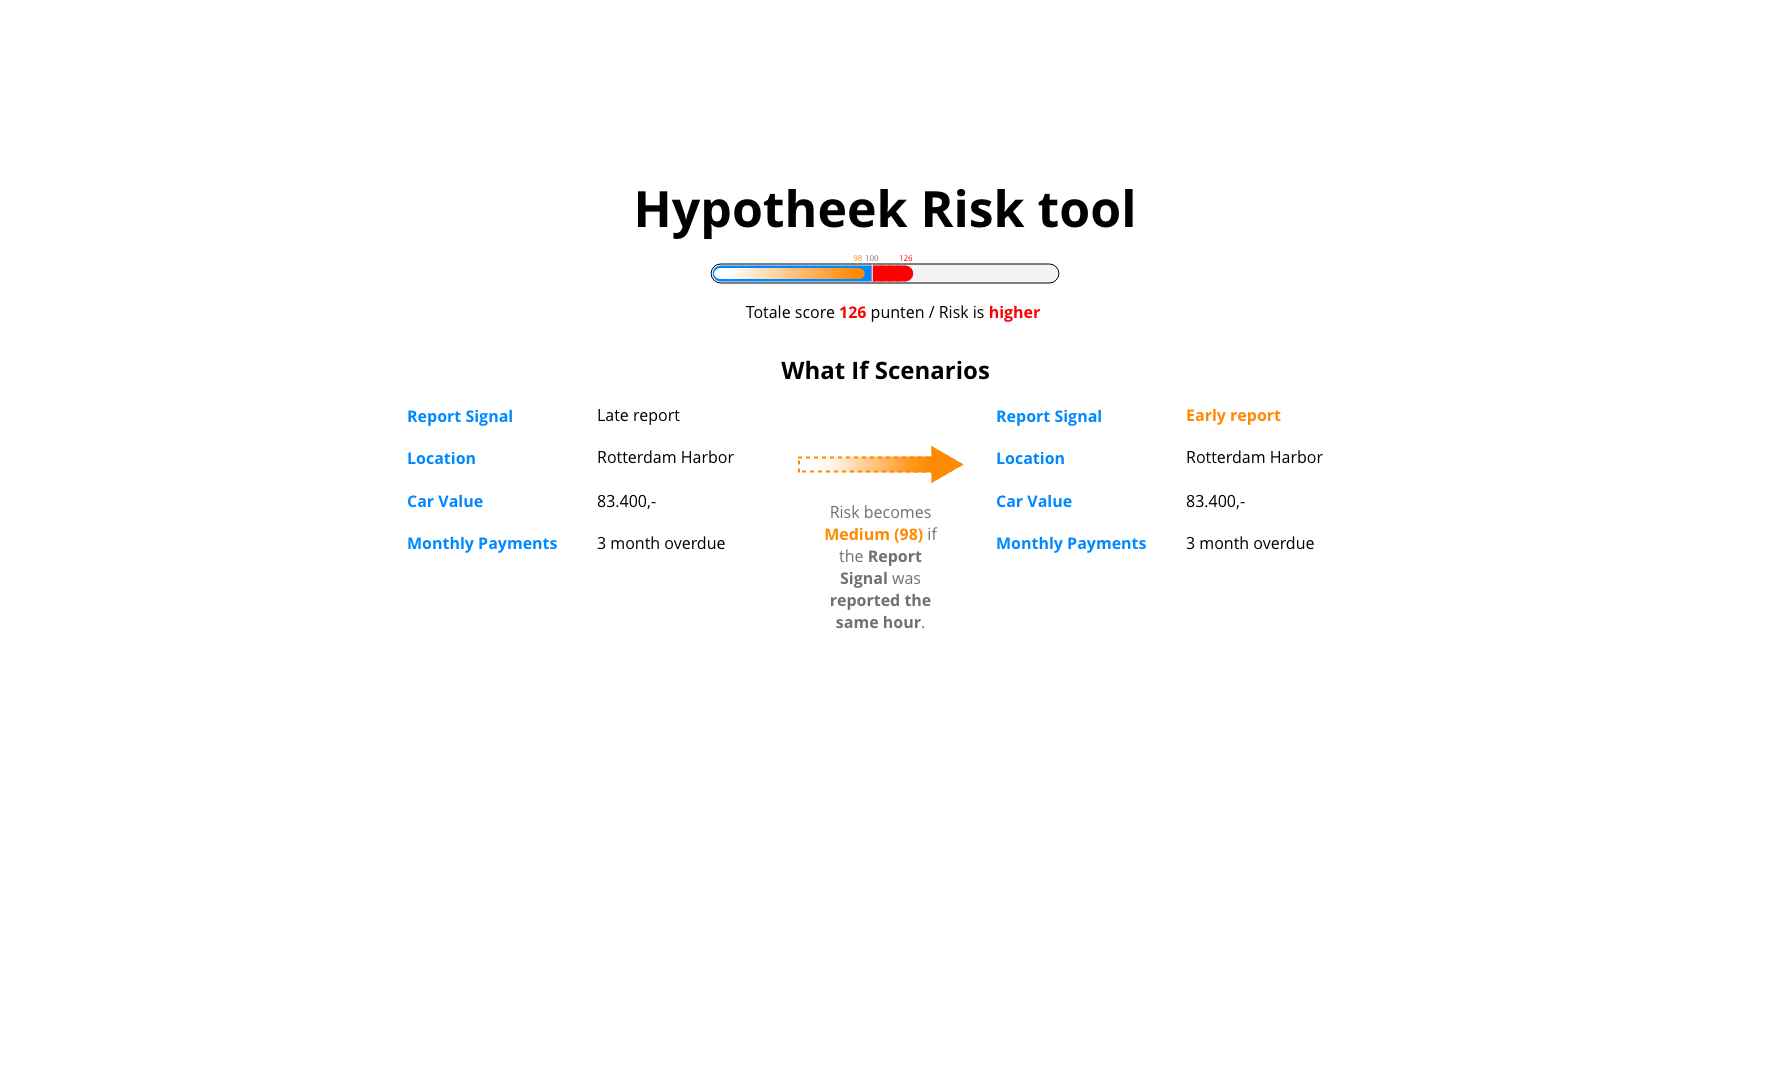 Hypotheek Risk tool
98 100 126
Totale score 126 punten / Risk is higher
What If Scenarios
Report Signal Late report
Location Rotterdam Harbor
Car Value 83.400,-
Monthly Payments 3 month overdue
Risk becomes
Medium (98) if
the Report
Signal was
reported the
same hour.
Report Signal Early report
Location Rotterdam Harbor
Car Value 83.400,-
Monthly Payments 3 month overdue